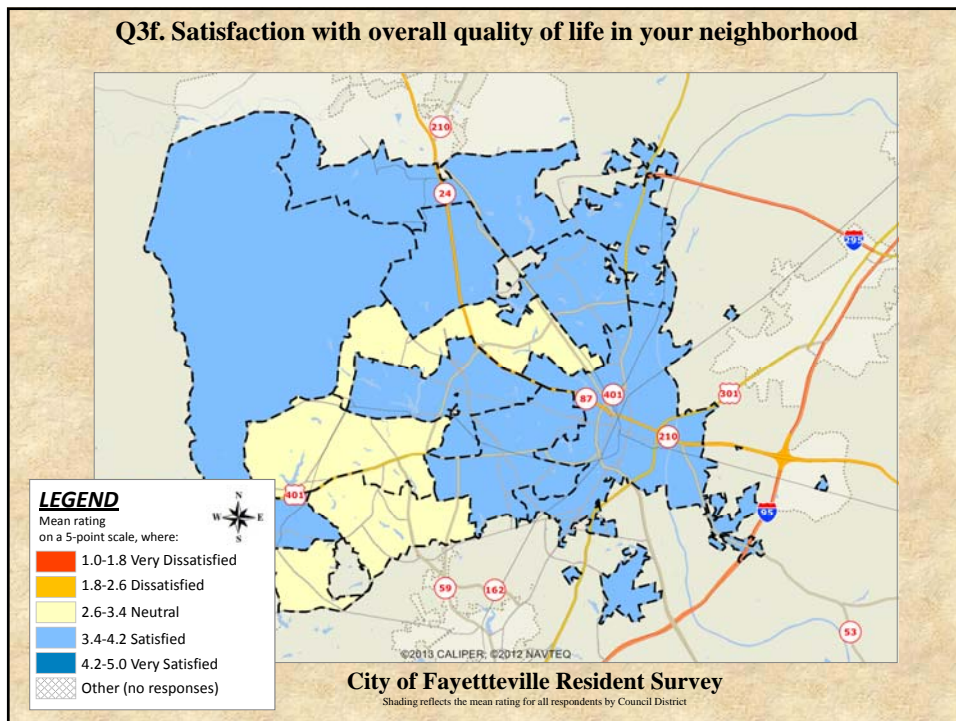 Q3f. Satisfaction with overall quality of life in your neighborhood
210
24
295
87
401
301
210
401
95
59
162
53
LEGEND
Mean rating
on a 5-point scale, where:
N
W E
S
1.0-1.8 Very Dissatisfied
1.8-2.6 Dissatisfied
2.6-3.4 Neutral
3.4-4.2 Satisfied
4.2-5.0 Very Satisfied
Other (no responses)
©2013 CALIPER; ©2012 NAVTEQ
City of Fayettteville Resident Survey
Shading reflects the mean rating for all respondents by Council District